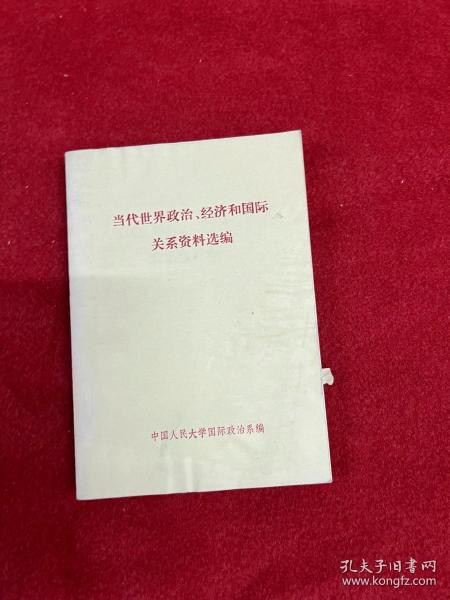 当代世界政治、经济和国际
关系资料选编
中国人民大学国际政治系编
孔夫子旧书网
www.kongfz.com